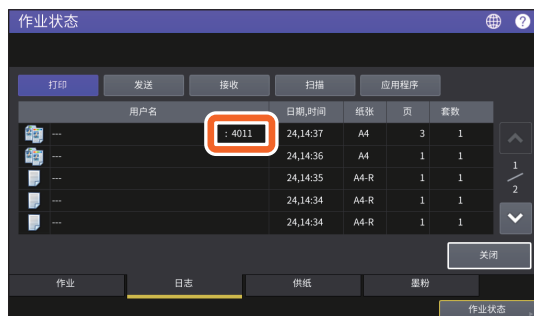 作业状态
打印 发送 接收 扫描 应用程序
用户名 日期,时间 纸张 页 套数
--- : 4011 24,14:37 A4 3 1
--- 24,14:36 A4 1 1
--- 24,14:35 A4-R 1 1
--- 24,14:34 A4-R 1 1
--- 24,14:34 A4-R 1 1
1
2
关闭
作业 日志 供纸 墨粉
作业状态